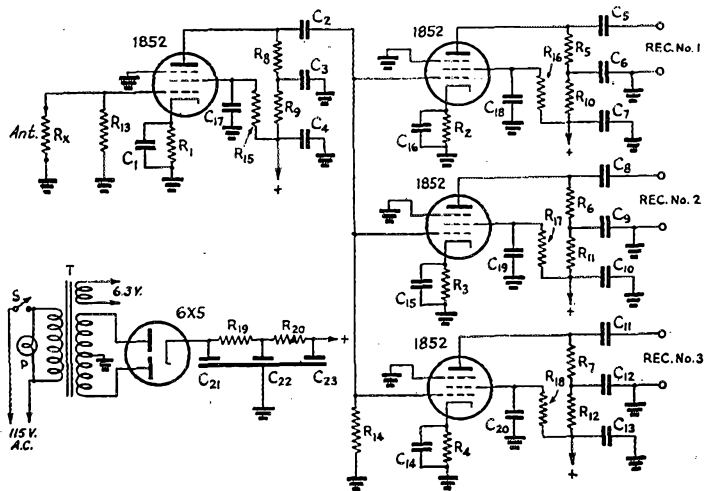 1852
C2
R8
C3
R9
C4
+
C17
R15
Ant.
RX
R13
C1
R1
1852
C5
R16
R5
C6
REC. No. 1
R10
C7
+
C18
C16
R2
1852
C8
R17
R6
C9
REC. No. 2
R11
C10
+
C19
C15
R3
1852
C11
R18
R7
C12
REC. No. 3
R12
C13
+
C20
C14
R4
R14
T
S
6.3V.
P
115 V.
A.C.
6X5
R19
R20
+
C21
C22
C23